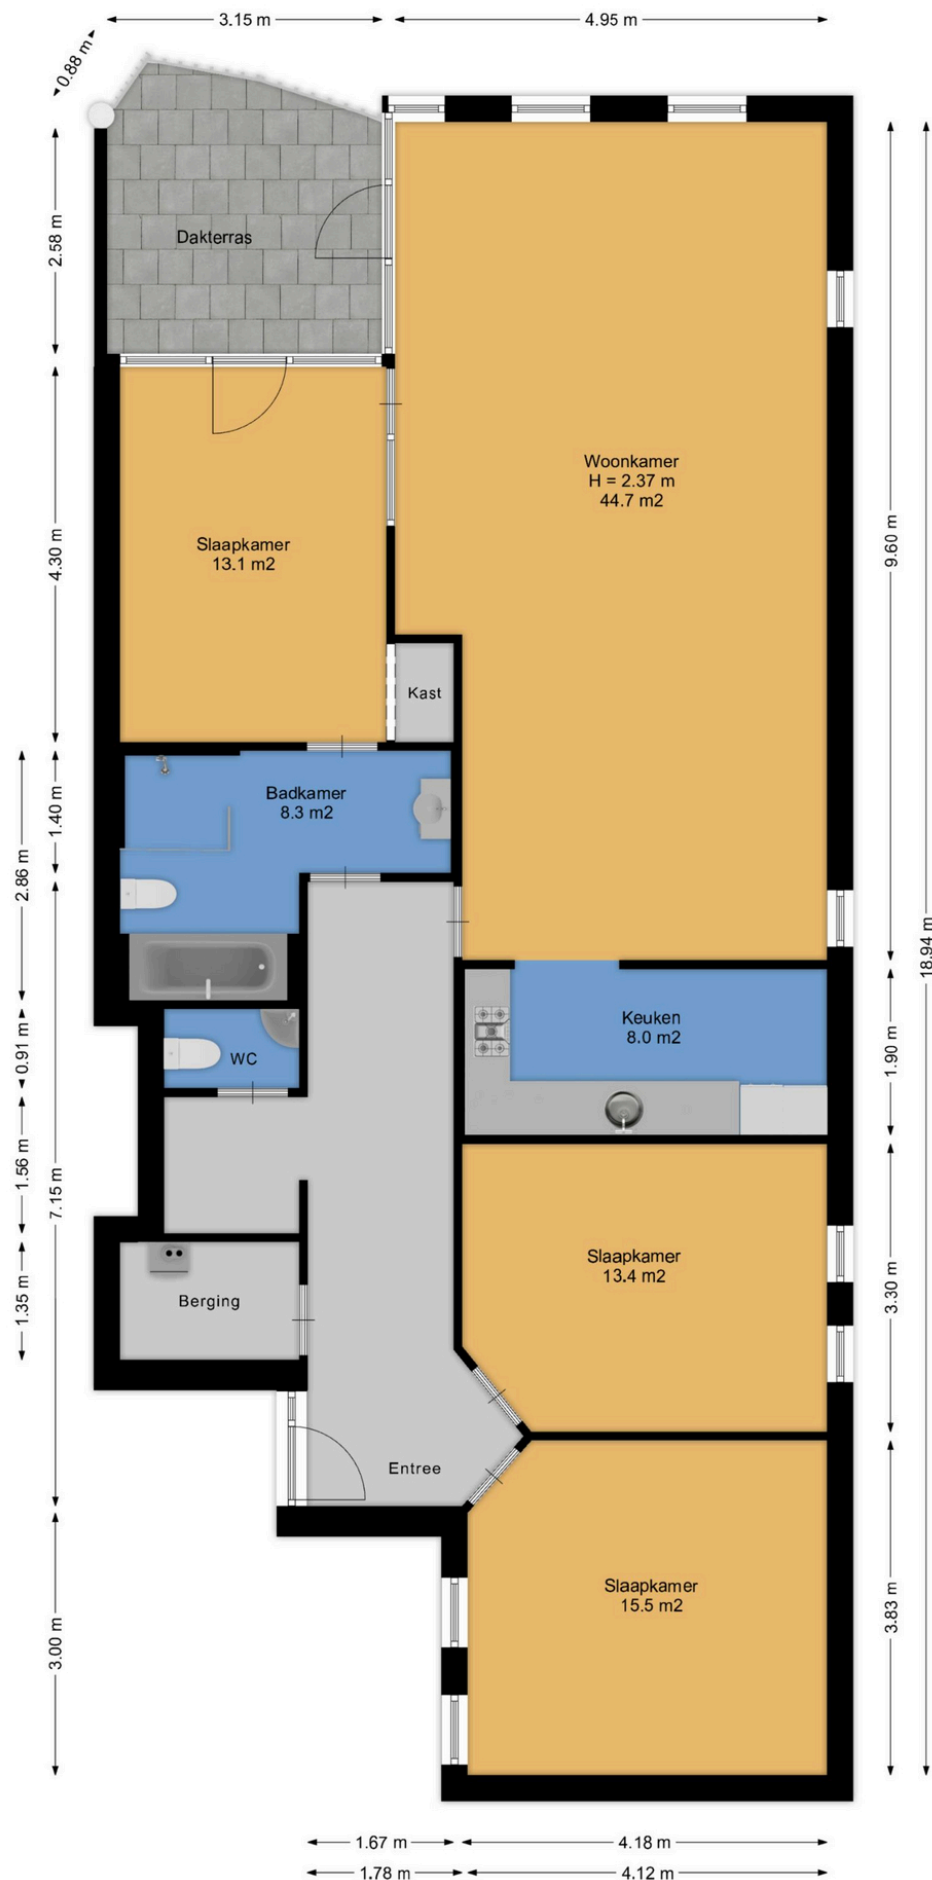 3.15 m
4.95 m
0.88 m
2.58 m
Dakterras
Woonkamer
H = 2.37 m
44.7 m2
9.60 m
18.94 m
4.30 m
Slaapkamer
13.1 m2
Kast
2.86 m
1.40 m
Badkamer
8.3 m2
0.91 m
WC
Keuken
8.0 m2
1.90 m
1.56 m
7.15 m
1.35 m
Berging
Slaapkamer
13.4 m2
3.30 m
Entree
3.00 m
Slaapkamer
15.5 m2
3.83 m
1.67 m
4.18 m
1.78 m
4.12 m